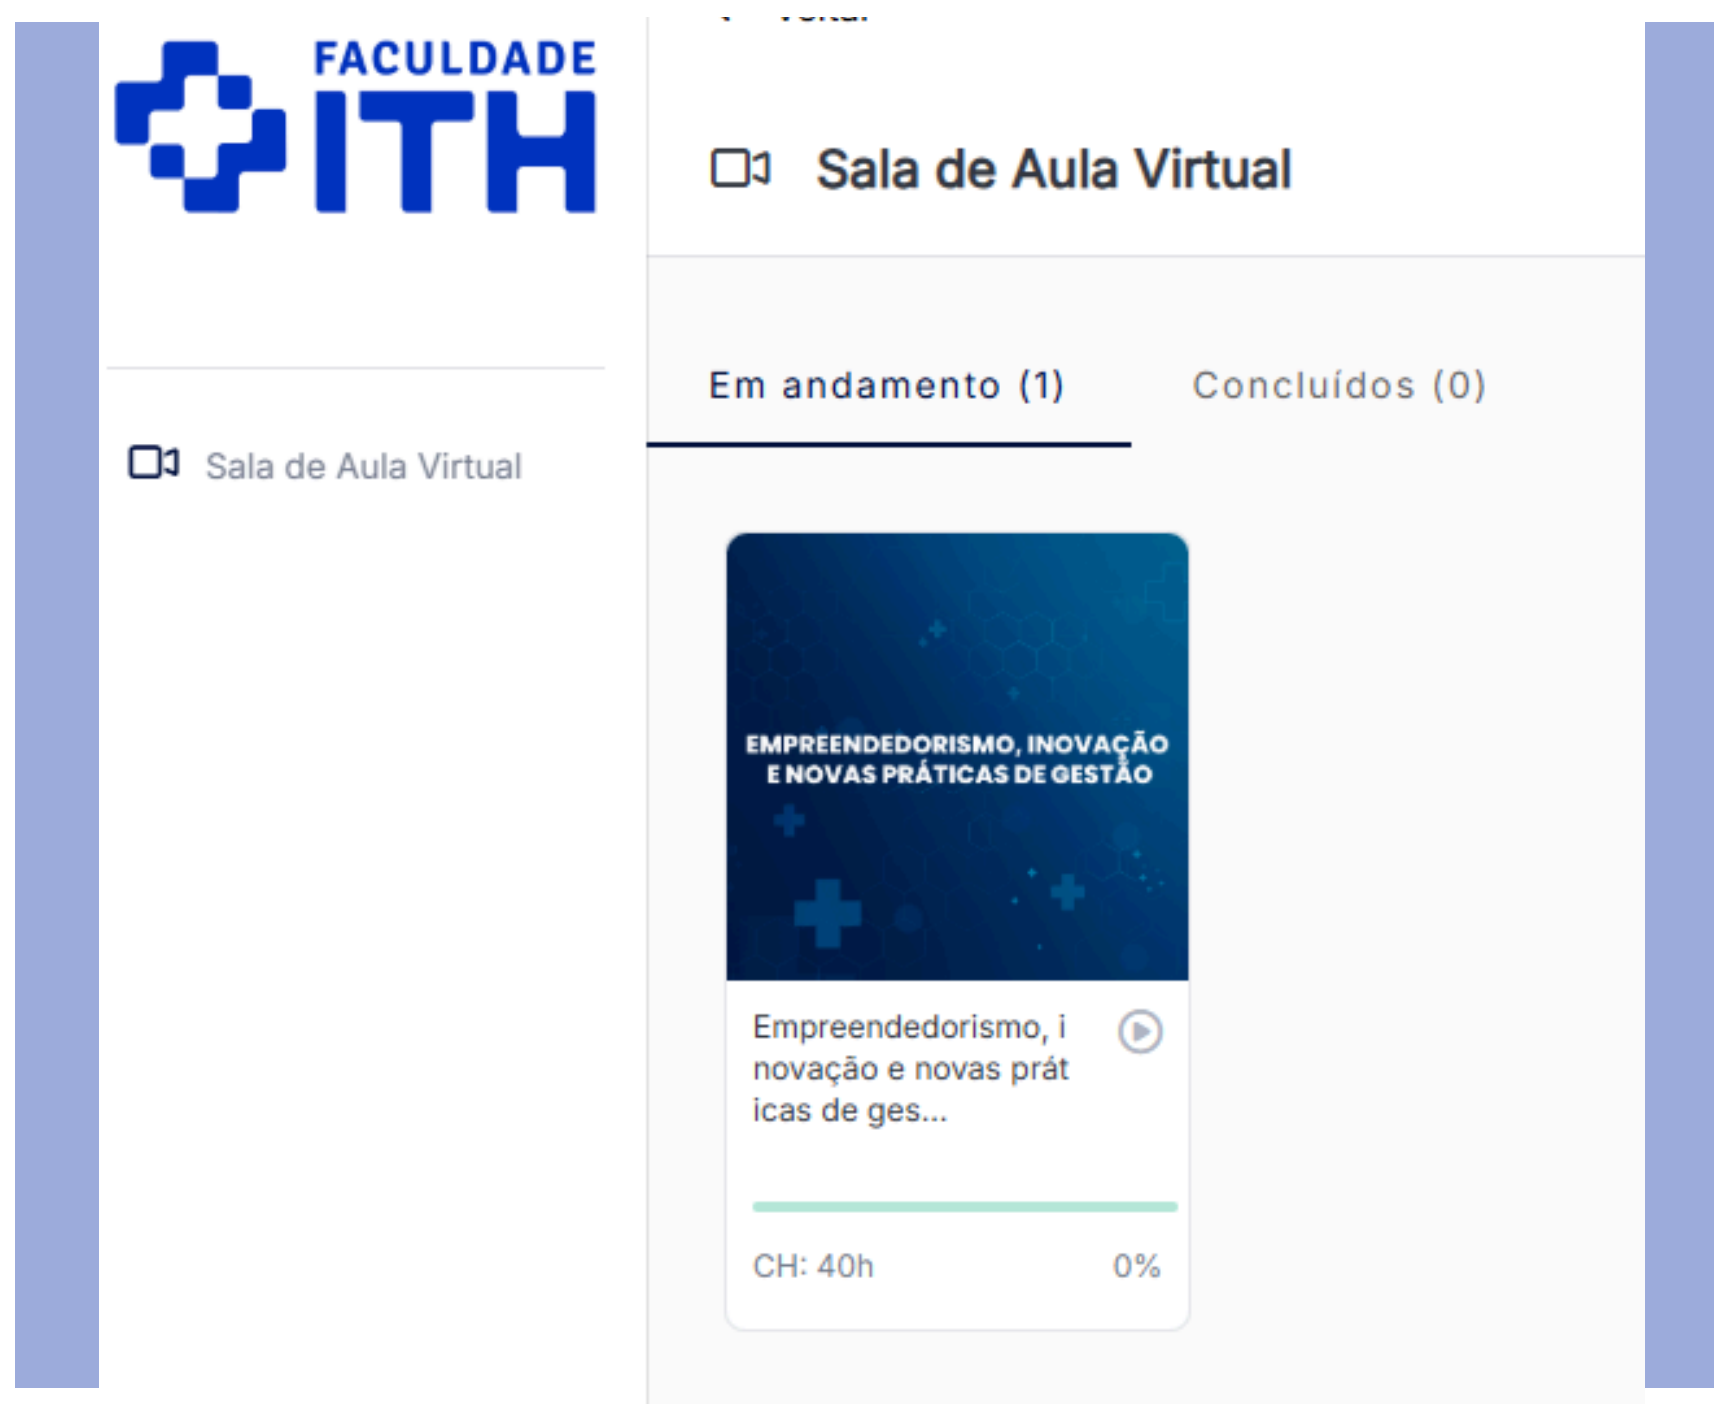 FACULDADE
ITH
Sala de Aula Virtual
Sala de Aula Virtual
Em andamento (1)
Concluídos (0)
EMPREENDEDORISMO, INOVAÇÃO
E NOVAS PRÁTICAS DE GESTÃO
Empreendedorismo, i
novação e novas prát
icas de ges...
CH: 40h
0%